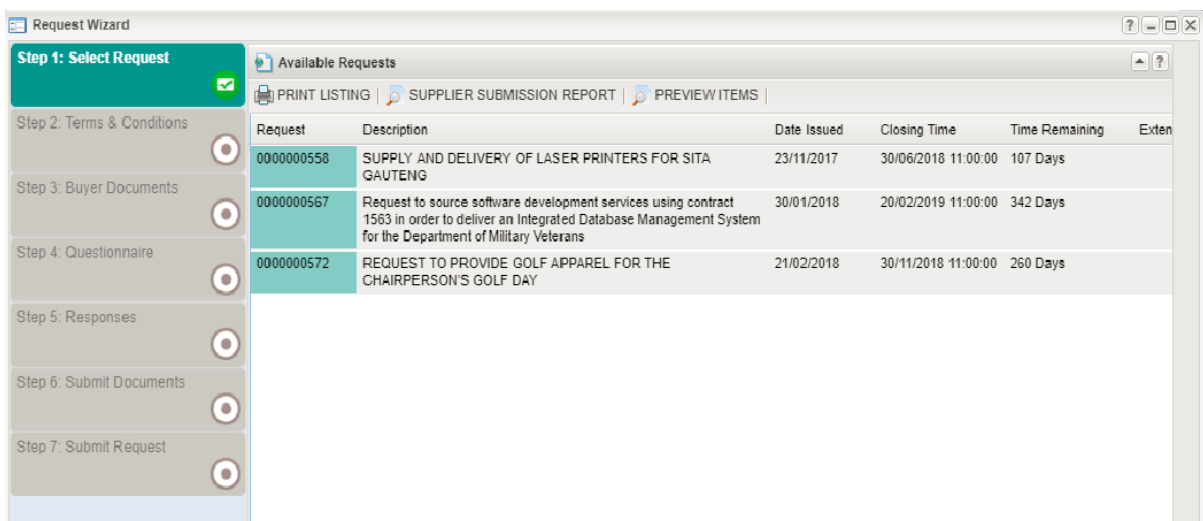 Request Wizard
Step 1: Select Request
Step 2: Terms & Conditions
Step 3: Buyer Documents
Step 4: Questionnaire
Step 5: Responses
Step 6: Submit Documents
Step 7: Submit Request
Available Requests
PRINT LISTING | SUPPLIER SUBMISSION REPORT | PREVIEW ITEMS |
Request Description Date Issued Closing Time Time Remaining Exten
0000000558 SUPPLY AND DELIVERY OF LASER PRINTERS FOR SITA 23/11/2017 30/06/2018 11:00:00 107 Days
GAUTENG
0000000567 Request to source software development services using contract 30/01/2018 20/02/2019 11:00:00 342 Days
1563 in order to deliver an Integrated Database Management System
for the Department of Military Veterans
0000000572 REQUEST TO PROVIDE GOLF APPAREL FOR THE 21/02/2018 30/11/2018 11:00:00 260 Days
CHAIRPERSON'S GOLF DAY